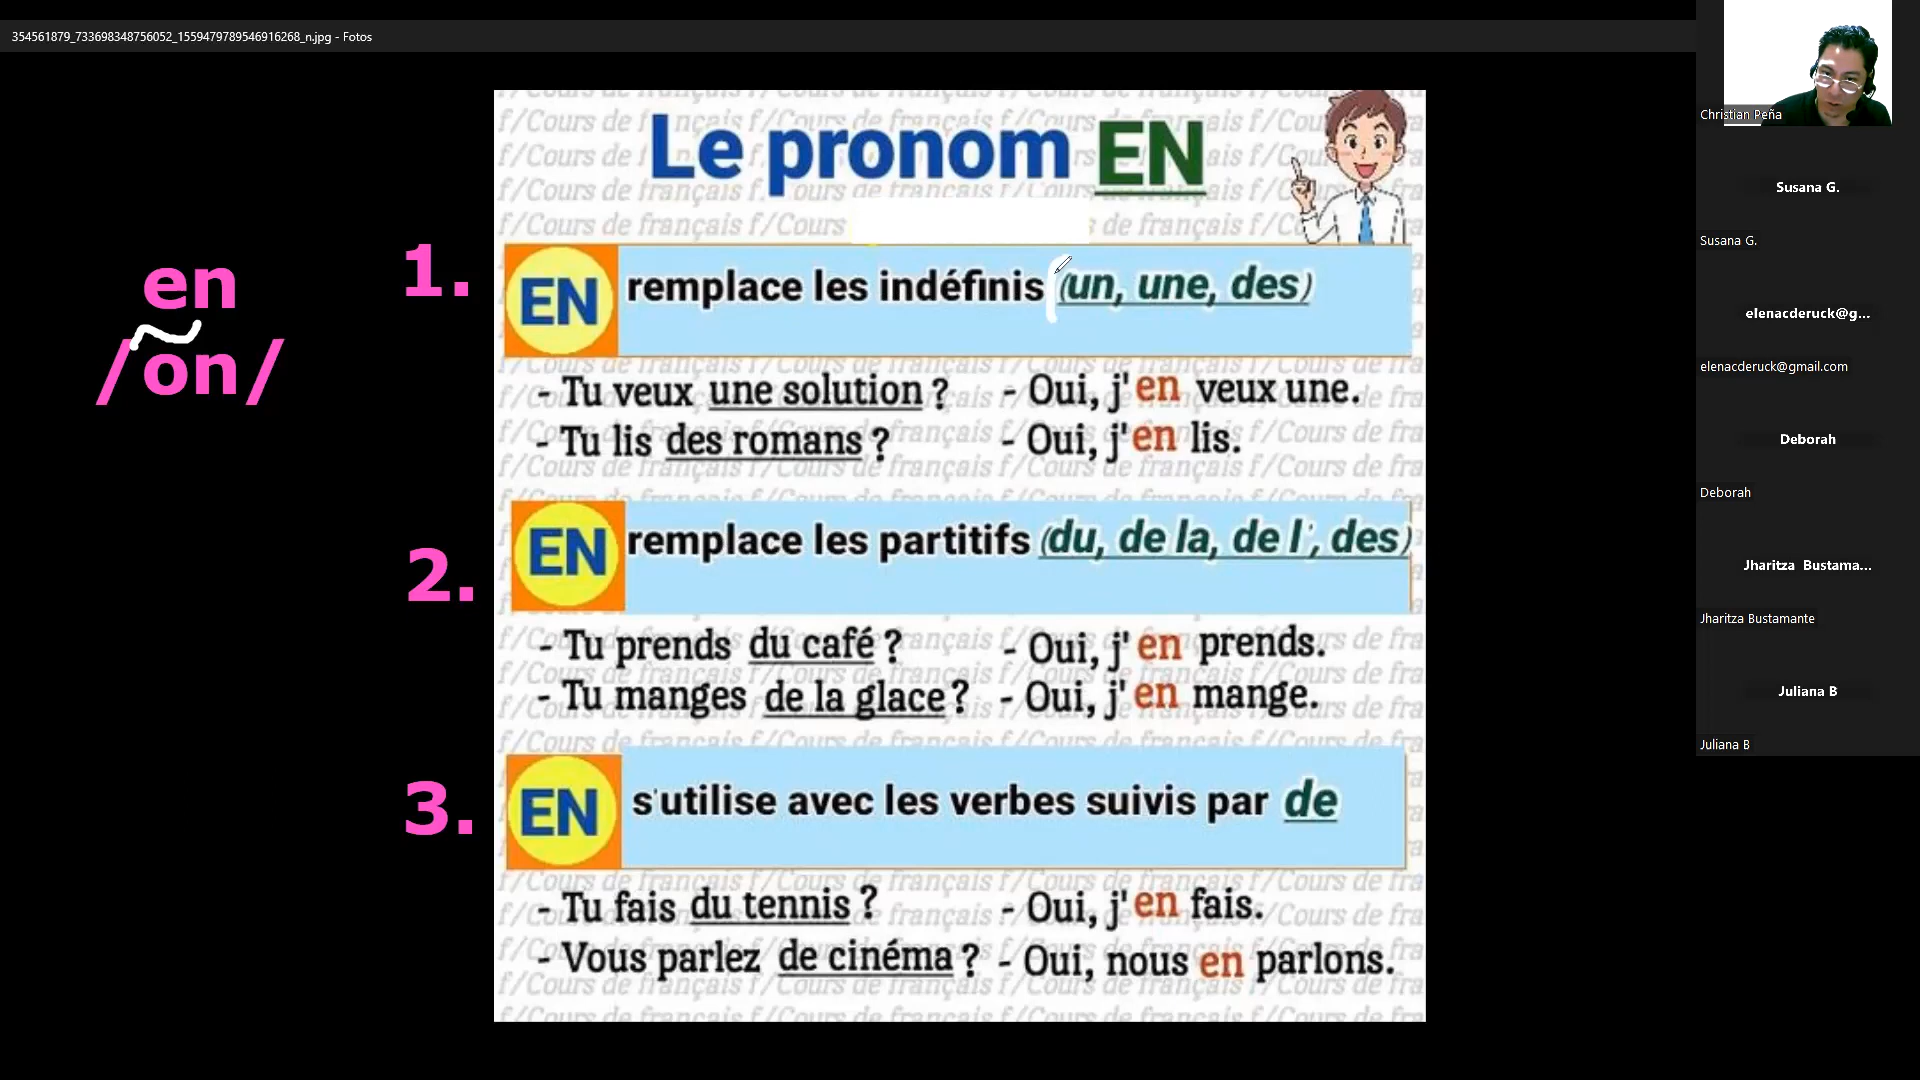 354561879_733698348756052_1559479789546916268_n.jpg - Fotos
Le pronom EN
en
/on/
1.
EN remplace les indéfinis (un, une, des)
- Tu veux une solution ? - Oui, j'en veux une.
- Tu lis des romans ? - Oui, j'en lis.
2.
EN remplace les partitifs (du, de la, de l', des)
- Tu prends du café ? - Oui, j'en prends.
- Tu manges de la glace ? - Oui, j'en mange.
3.
EN s'utilise avec les verbes suivis par de
- Tu fais du tennis ? - Oui, j'en fais.
- Vous parlez de cinéma ? - Oui, nous en parlons.
f/Cours de français
Christian Peña
Susana G.
Susana G.
elenacderuck@g...
elenacderuck@gmail.com
Deborah
Deborah
Jharitza Bustama...
Jharitza Bustamante
Juliana B
Juliana B